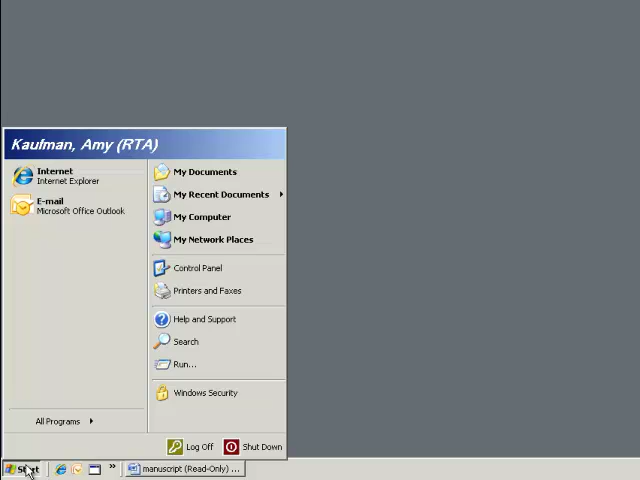 Kaufman, Amy (RTA)
Internet
Internet Explorer
E-mail
Microsoft Office Outlook
All Programs
My Documents
My Recent Documents
My Computer
My Network Places
Control Panel
Printers and Faxes
Help and Support
Search
Run...
Windows Security
Log Off
Shut Down
Start
manuscript (Read-Only) ...